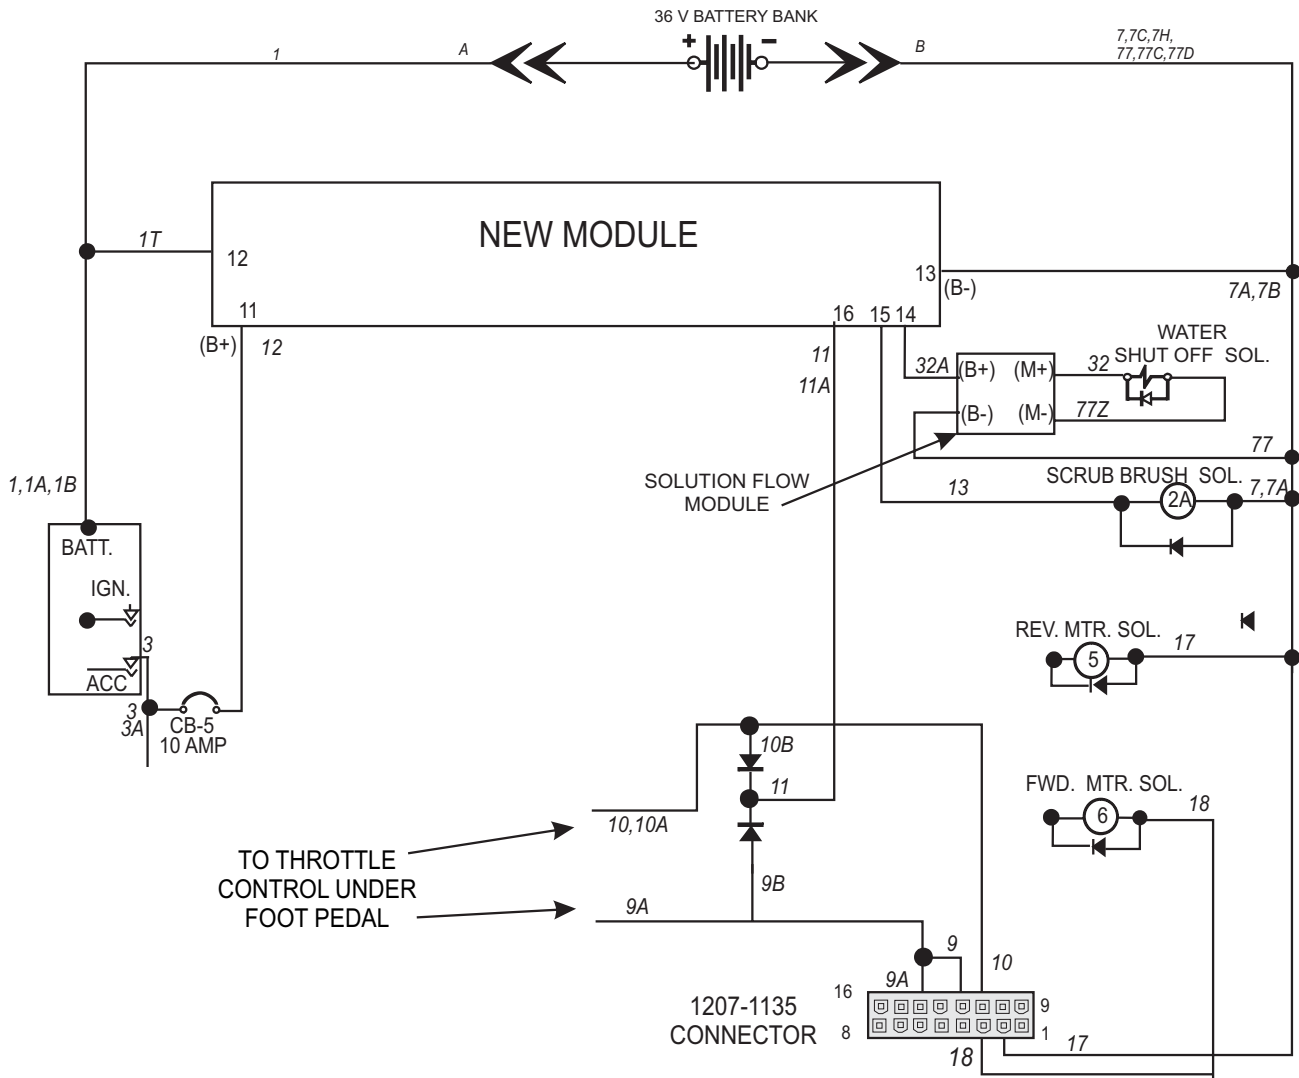 36 V BATTERY BANK
1
A
+
−
B
7,7C,7H,
77,77C,77D
1T
12
NEW MODULE
13
(B-)
7A,7B
11
(B+)
12
16
15
14
11
11A
WATER
SHUT OFF SOL.
32A
(B+)
(M+)
32
(B-)
(M-)
77Z
77
SOLUTION FLOW
MODULE
13
SCRUB BRUSH SOL.
2A
7,7A
1,1A,1B
BATT.
IGN.
3
ACC
3
3A
CB-5
10 AMP
REV. MTR. SOL.
5
17
10B
11
10,10A
FWD. MTR. SOL.
6
18
TO THROTTLE
CONTROL UNDER
FOOT PEDAL
9B
9A
9
10
9A
1207-1135
CONNECTOR
16
9
8
1
18
17